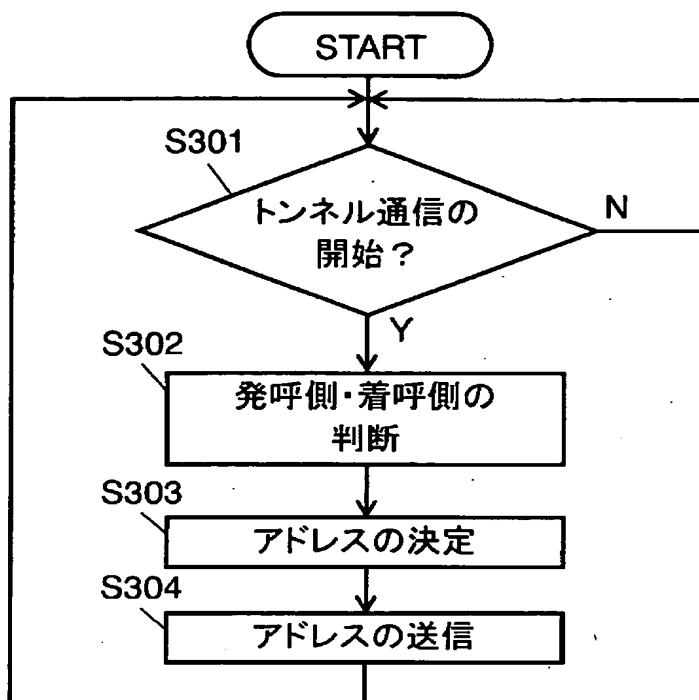 START
S301
トンネル通信の
開始？
N
Y
S302
発呼側・着呼側の
判断
S303
アドレスの決定
S304
アドレスの送信